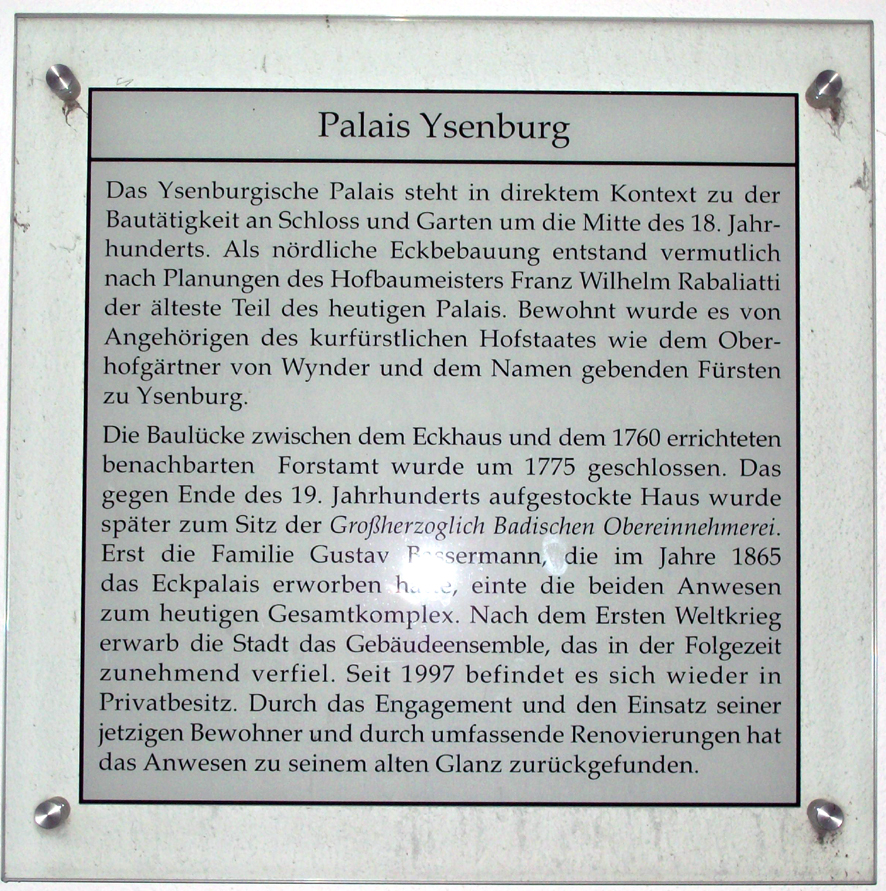 Palais Ysenburg
Das Ysenburgische Palais steht in direktem Kontext zu der
Bautätigkeit an Schloss und Garten um die Mitte des 18. Jahr-
hunderts. Als nördliche Eckbebauung entstand vermutlich
nach Planungen des Hofbaumeisters Franz Wilhelm Rabaliatti
der älteste Teil des heutigen Palais. Bewohnt wurde es von
Angehörigen des kurfürstlichen Hofstaates wie dem Ober-
hofgärtner von Wynder und dem Namen gebenden Fürsten
zu Ysenburg.
Die Baulücke zwischen dem Eckhaus und dem 1760 errichteten
benachbarten Forstamt wurde um 1775 geschlossen. Das
gegen Ende des 19. Jahrhunderts aufgestockte Haus wurde
später zum Sitz der Großherzoglich Badischen Obereinnehmerei.
Erst die Familie Gustav Bassermann, die im Jahre 1865
das Eckpalais erworben hatte, einte die beiden Anwesen
zum heutigen Gesamtkomplex. Nach dem Ersten Weltkrieg
erwarb die Stadt das Gebäudeensemble, das in der Folgezeit
zunehmend verfiel. Seit 1997 befindet es sich wieder in
Privatbesitz. Durch das Engagement und den Einsatz seiner
jetzigen Bewohner und durch umfassende Renovierungen hat
das Anwesen zu seinem alten Glanz zurückgefunden.